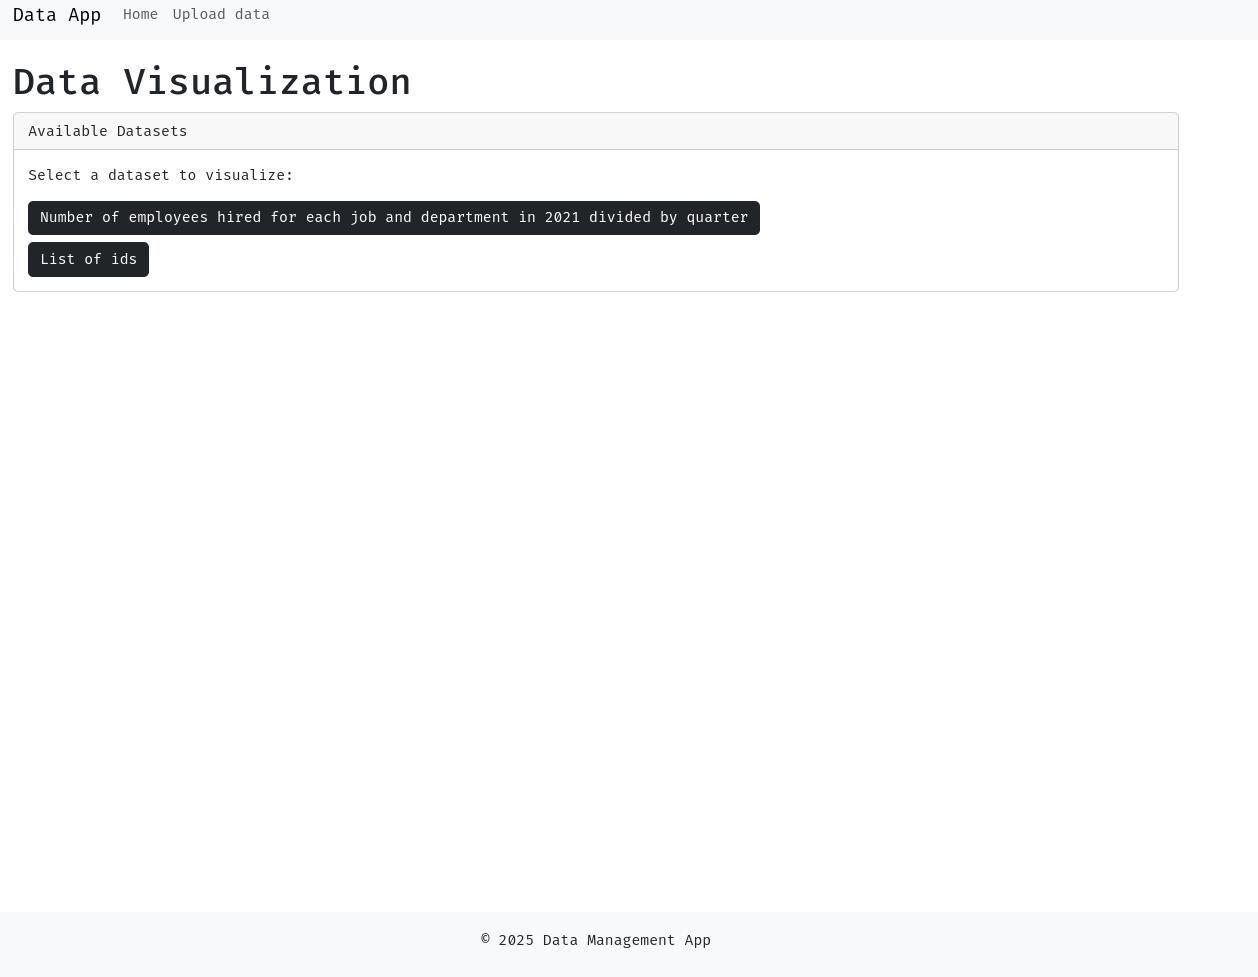 Data App Home Upload data
Data Visualization
Available Datasets
Select a dataset to visualize:
Number of employees hired for each job and department in 2021 divided by quarter
List of ids
© 2025 Data Management App